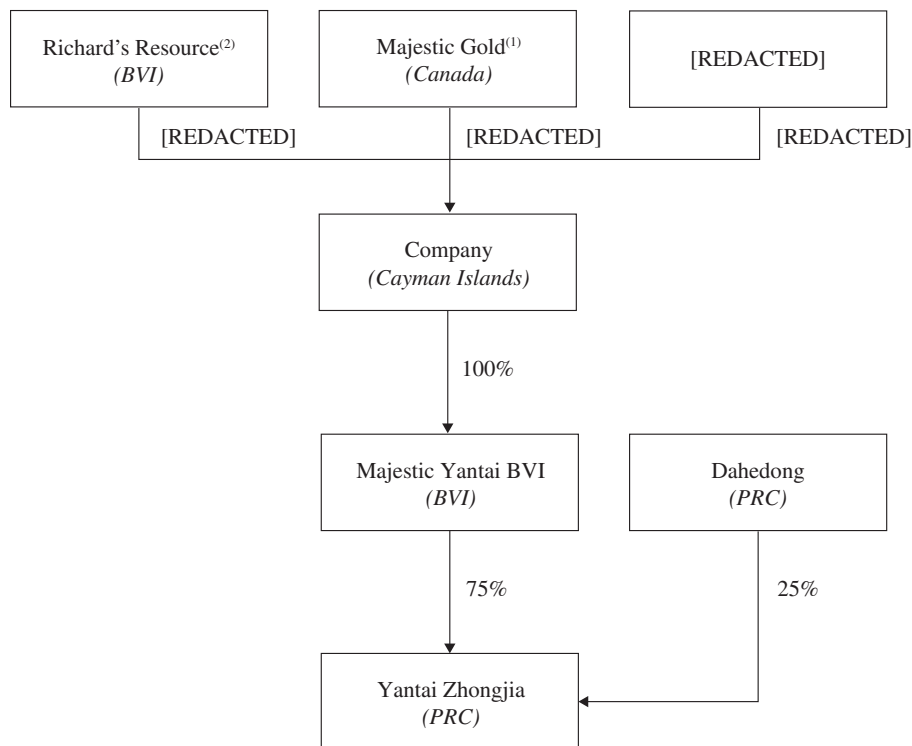 Richard’s Resource(2)
(BVI)
Majestic Gold(1)
(Canada)
[REDACTED]
[REDACTED]
[REDACTED]
[REDACTED]
Company
(Cayman Islands)
100%
Majestic Yantai BVI
(BVI)
Dahedong
(PRC)
75%
25%
Yantai Zhongjia
(PRC)